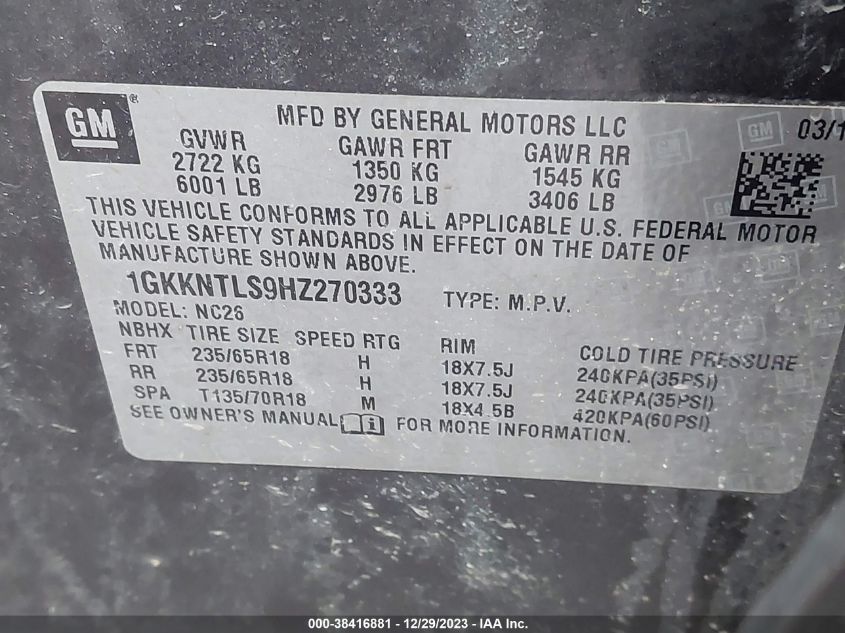 GM ®
MFD BY GENERAL MOTORS LLC
03/1
GVWR GAWR FRT GAWR RR
2722 KG 1350 KG 1545 KG
6001 LB 2976 LB 3406 LB
THIS VEHICLE CONFORMS TO ALL APPLICABLE U.S. FEDERAL MOTOR
VEHICLE SAFETY STANDARDS IN EFFECT ON THE DATE OF
MANUFACTURE SHOWN ABOVE.
1GKKNTLS9HZ270333 TYPE: M.P.V.
MODEL: NC26
NBHX TIRE SIZE SPEED RTG RIM COLD TIRE PRESSURE
FRT 235/65R18 H 18X7.5J 240KPA(35PSI)
RR 235/65R18 H 18X7.5J 240KPA(35PSI)
SPA T135/70R18 M 18X4.5B 420KPA(60PSI)
SEE OWNER'S MANUAL i FOR MORE INFORMATION.
000-38416881 - 12/29/2023 - IAA Inc.